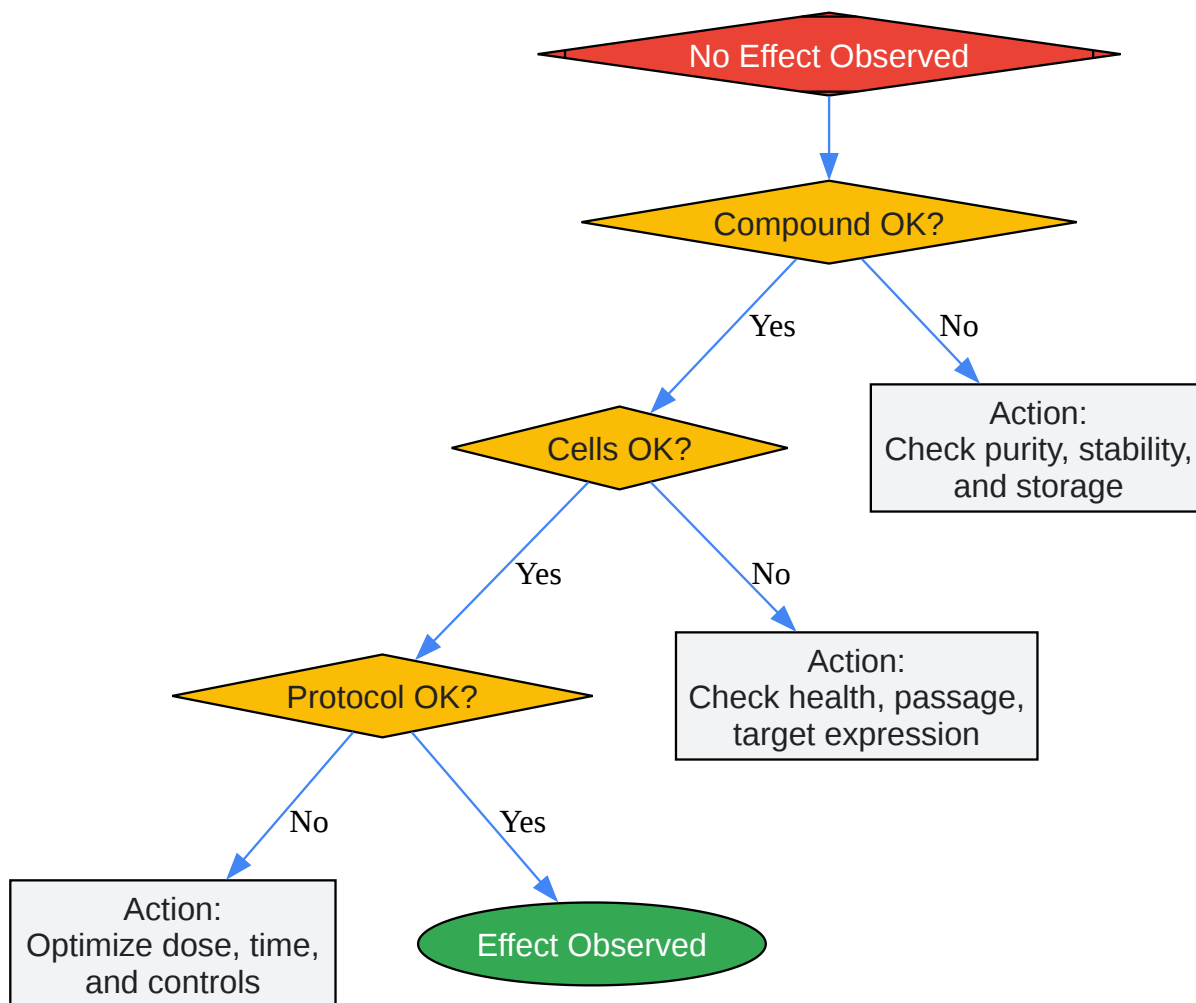 No Effect Observed
Compound OK?
Yes
No
Action:
Check purity, stability,
and storage
Cells OK?
Yes
No
Action:
Check health, passage,
target expression
Protocol OK?
No
Yes
Action:
Optimize dose, time,
and controls
Effect Observed